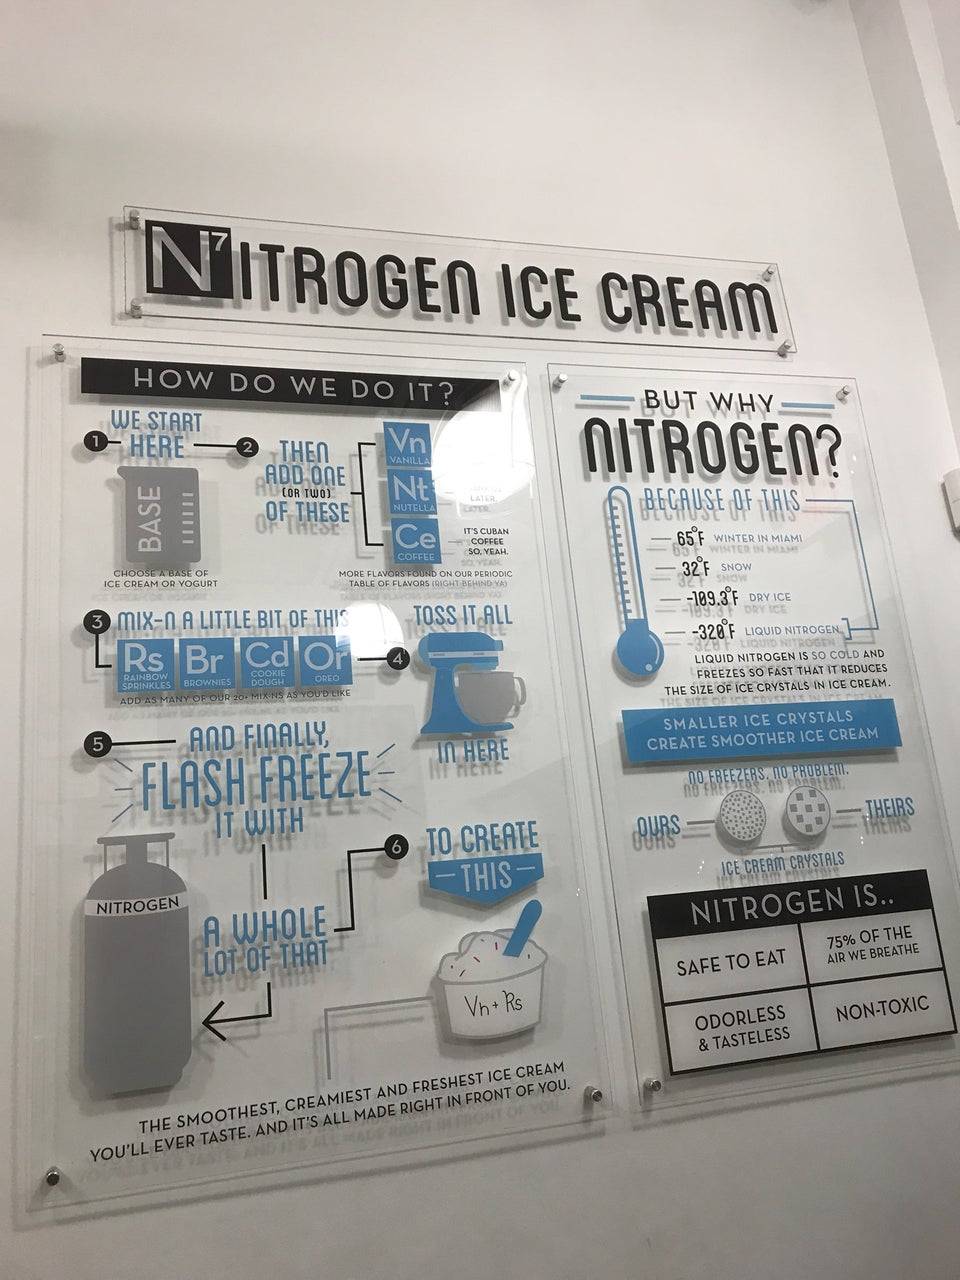 N7ITROGEN ICE CREAM
HOW DO WE DO IT?
1
WE START
HERE
BASE
CHOOSE A BASE OF
ICE CREAM OR YOGURT
2
THEN
ADD ONE
(OR TWO)
OF THESE
Vn
VANILLA
Nt
NUTELLA
LATER.
Ce
COFFEE
IT'S CUBAN
COFFEE
SO, YEAH.
MORE FLAVORS FOUND ON OUR PERIODIC
TABLE OF FLAVORS (RIGHT BEHIND YA)
3
MIX-N A LITTLE BIT OF THIS
Rs
RAINBOW
SPRINKLES
Br
BROWNIES
Cd
COOKIE
DOUGH
Or
OREO
ADD AS MANY OF OUR 20+ MIX-NS AS YOU'D LIKE
4
TOSS IT ALL
IN HERE
5
AND FINALLY,
FLASH FREEZE
IT WITH
A WHOLE
LOT OF THAT
NITROGEN
6
TO CREATE
THIS
Vn + Rs
THE SMOOTHEST, CREAMIEST AND FRESHEST ICE CREAM
YOU'LL EVER TASTE. AND IT'S ALL MADE RIGHT IN FRONT OF YOU.
BUT WHY
NITROGEN?
BECAUSE OF THIS
65°F WINTER IN MIAMI
32°F SNOW
-109.3°F DRY ICE
-320°F LIQUID NITROGEN
LIQUID NITROGEN IS SO COLD AND
FREEZES SO FAST THAT IT REDUCES
THE SIZE OF ICE CRYSTALS IN ICE CREAM.
SMALLER ICE CRYSTALS
CREATE SMOOTHER ICE CREAM
NO FREEZERS. NO PROBLEM.
OURS
THEIRS
ICE CREAM CRYSTALS
NITROGEN IS..
SAFE TO EAT
75% OF THE
AIR WE BREATHE
ODORLESS
& TASTELESS
NON-TOXIC